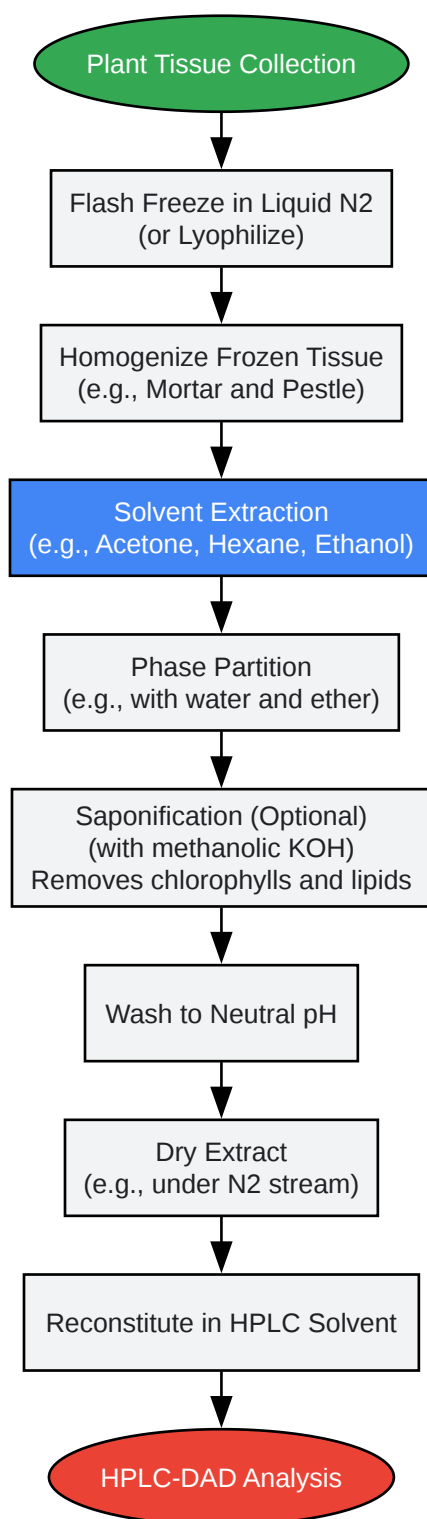 Plant Tissue Collection
Flash Freeze in Liquid N2
(or Lyophilize)
Homogenize Frozen Tissue
(e.g., Mortar and Pestle)
Solvent Extraction
(e.g., Acetone, Hexane, Ethanol)
Phase Partition
(e.g., with water and ether)
Saponification (Optional)
(with methanolic KOH)
Removes chlorophylls and lipids
Wash to Neutral pH
Dry Extract
(e.g., under N2 stream)
Reconstitute in HPLC Solvent
HPLC-DAD Analysis